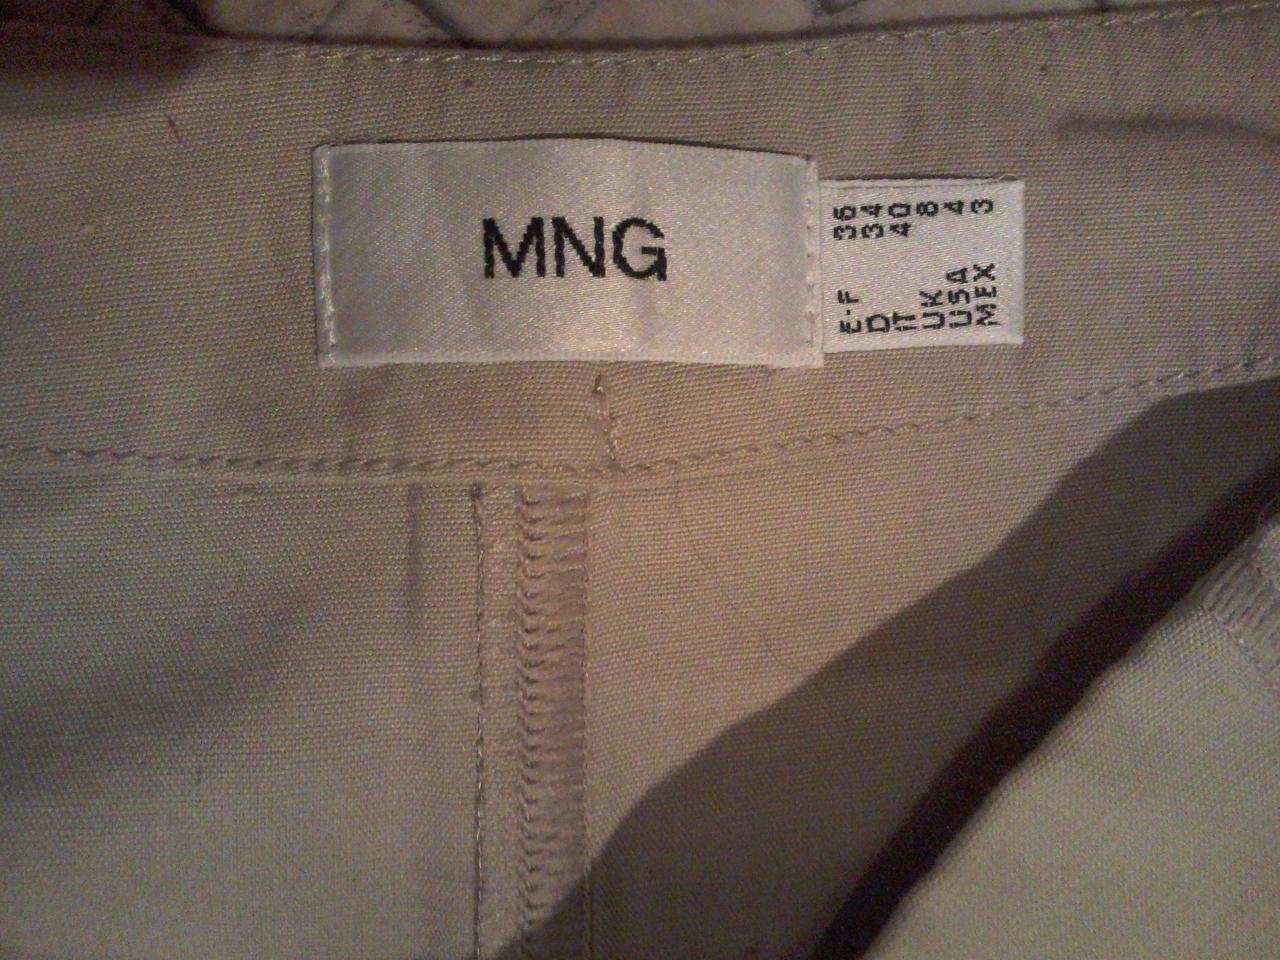 MNG
E-F 36
D 34
IT 40
UK 8
USA 4
MEX 3